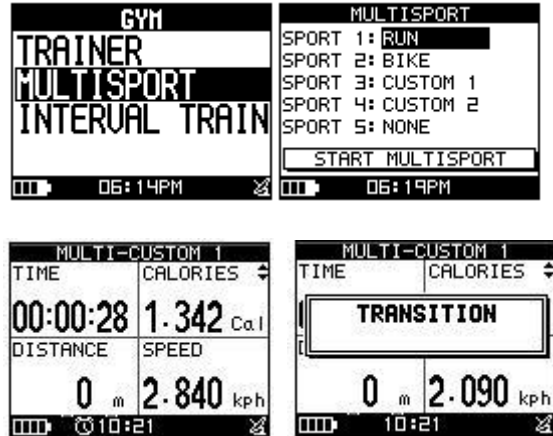 GYM
TRAINER
MULTISPORT
INTERVAL TRAIN
06:14PM
MULTISPORT
SPORT 1: RUN
SPORT 2: BIKE
SPORT 3: CUSTOM 1
SPORT 4: CUSTOM 2
SPORT 5: NONE
START MULTISPORT
06:19PM
MULTI-CUSTOM 1
TIME CALORIES
00:00:28 1.342 Cal
DISTANCE SPEED
0 m 2.840 kph
10:21
MULTI-CUSTOM 1
TIME CALORIES
TRANSITION
0 m 2.090 kph
10:21